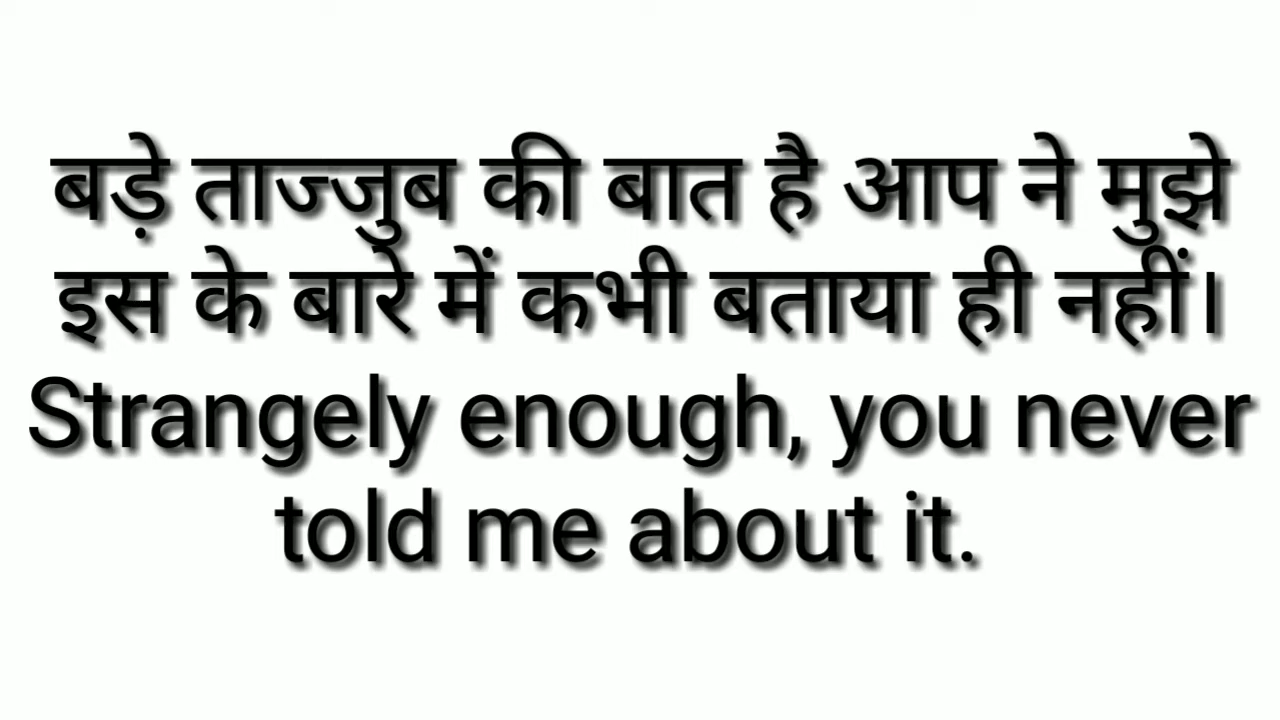 बड़े ताज्जुब की बात है आप ने मुझे
इस के बारे में कभी बताया ही नहीं।
Strangely enough, you never
told me about it.